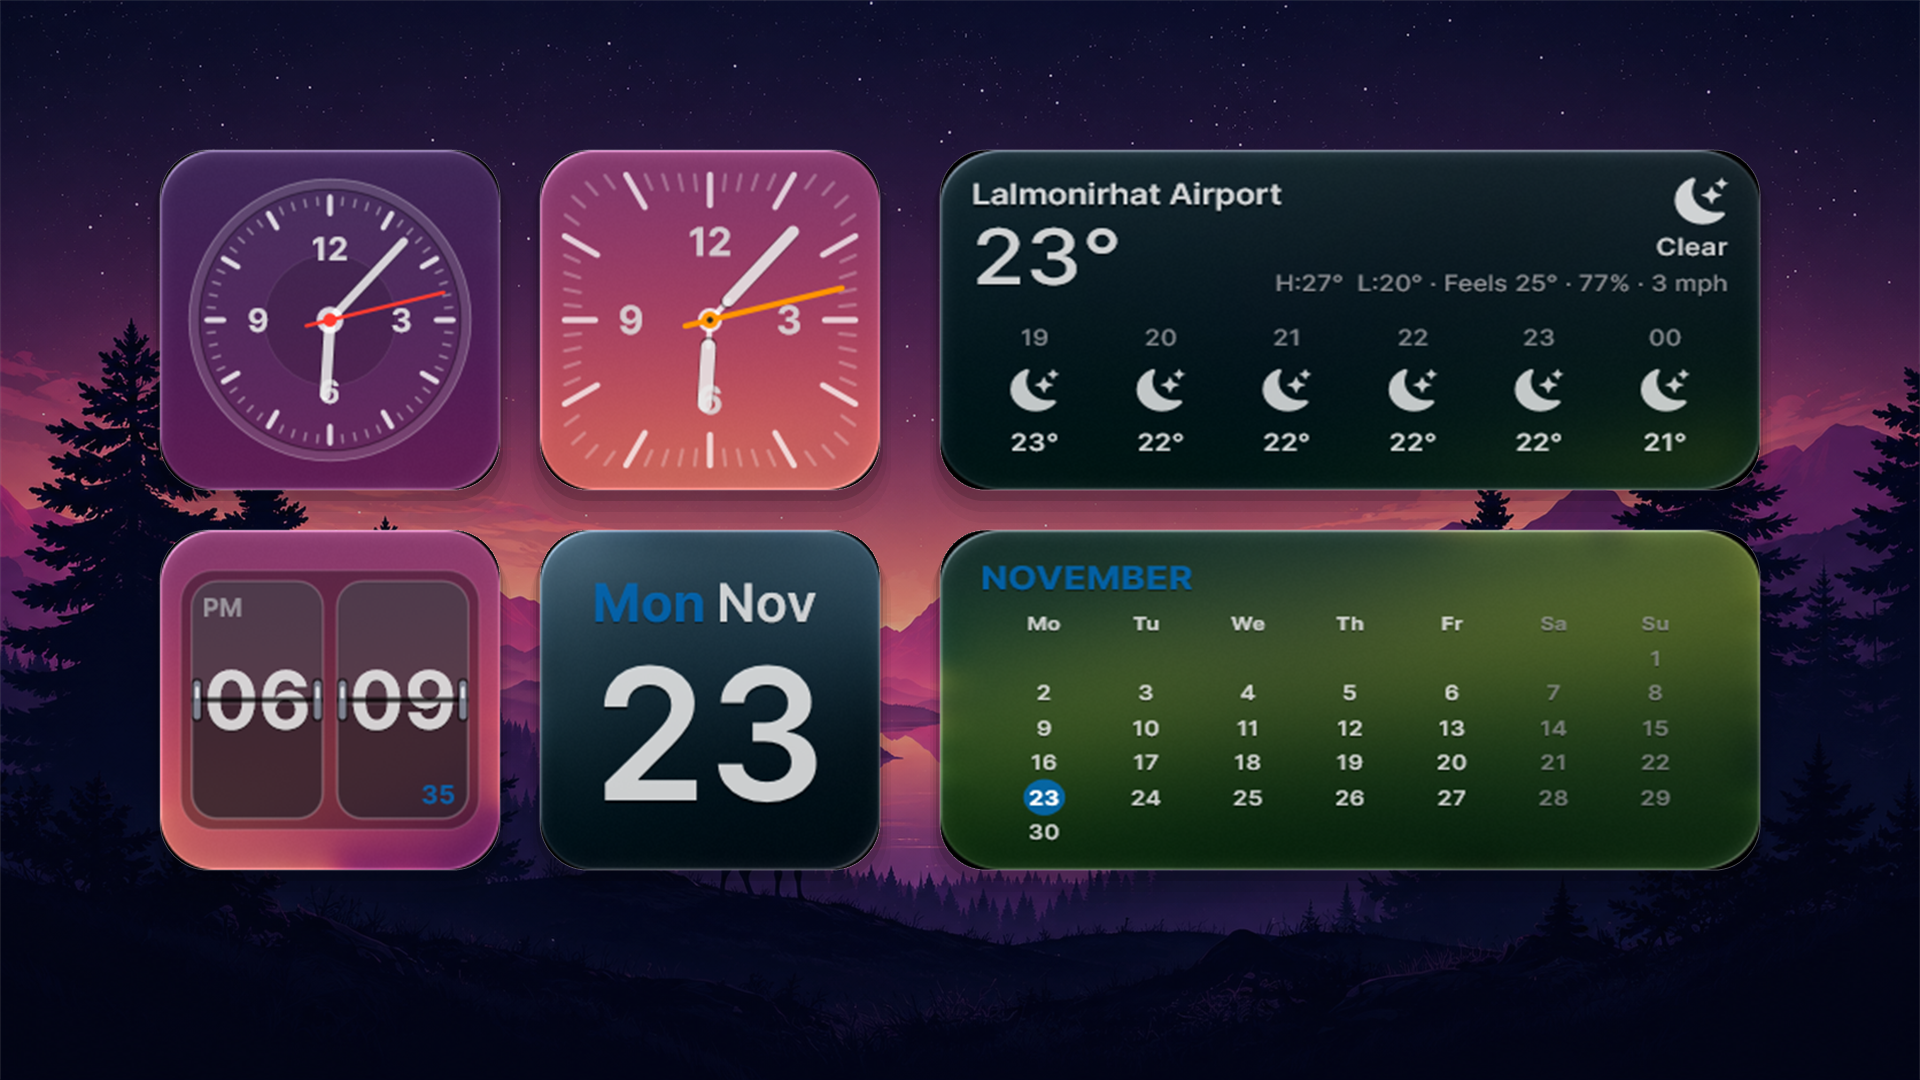 12
9
3
6
12
9
3
6
Lalmonirhat Airport
23°
Clear
H:27° L:20° · Feels 25° · 77% · 3 mph
19 20 21 22 23 00
23° 22° 22° 22° 22° 21°
PM
06 09
35
Mon Nov
23
NOVEMBER
Mo Tu We Th Fr Sa Su
1
2 3 4 5 6 7 8
9 10 11 12 13 14 15
16 17 18 19 20 21 22
23 24 25 26 27 28 29
30